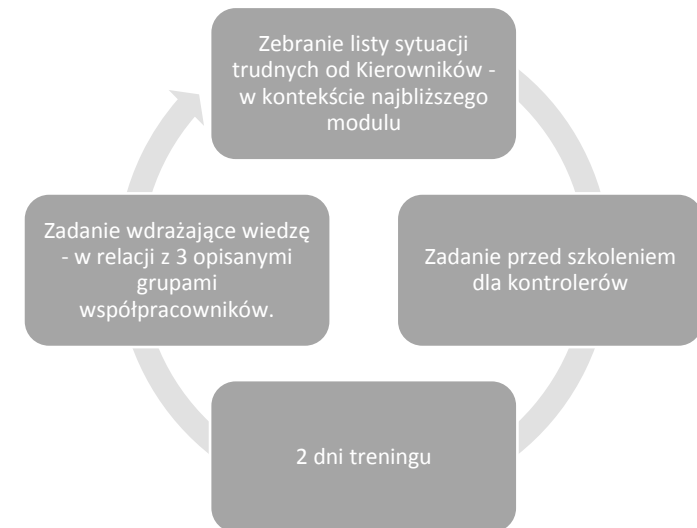 Zebranie listy sytuacji
trudnych od Kierowników -
w kontekście najbliższego
modulu
Zadanie przed szkoleniem
dla kontrolerów
2 dni treningu
Zadanie wdrażające wiedzę
- w relacji z 3 opisanymi
grupami
współpracowników.